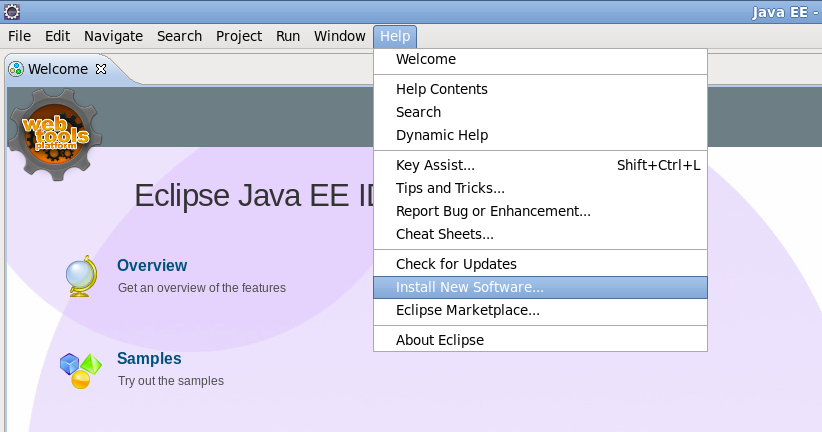 Java EE -
File Edit Navigate Search Project Run Window Help
Welcome
web
tools
platform
Eclipse Java EE
Overview
Get an overview of the features
Samples
Try out the samples
Welcome
Help Contents
Search
Dynamic Help
Key Assist... Shift+Ctrl+L
Tips and Tricks...
Report Bug or Enhancement...
Cheat Sheets...
Check for Updates
Install New Software...
Eclipse Marketplace...
About Eclipse